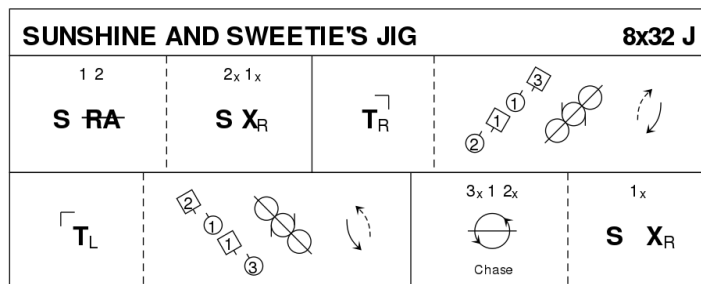 SUNSHINE AND SWEETIE'S JIG 8x32 J
1 2 2x 1x
S RA S XR TR 2 1 1 3
TL 2 1 1 3 3x 1 2x 1x
S XR
Chase